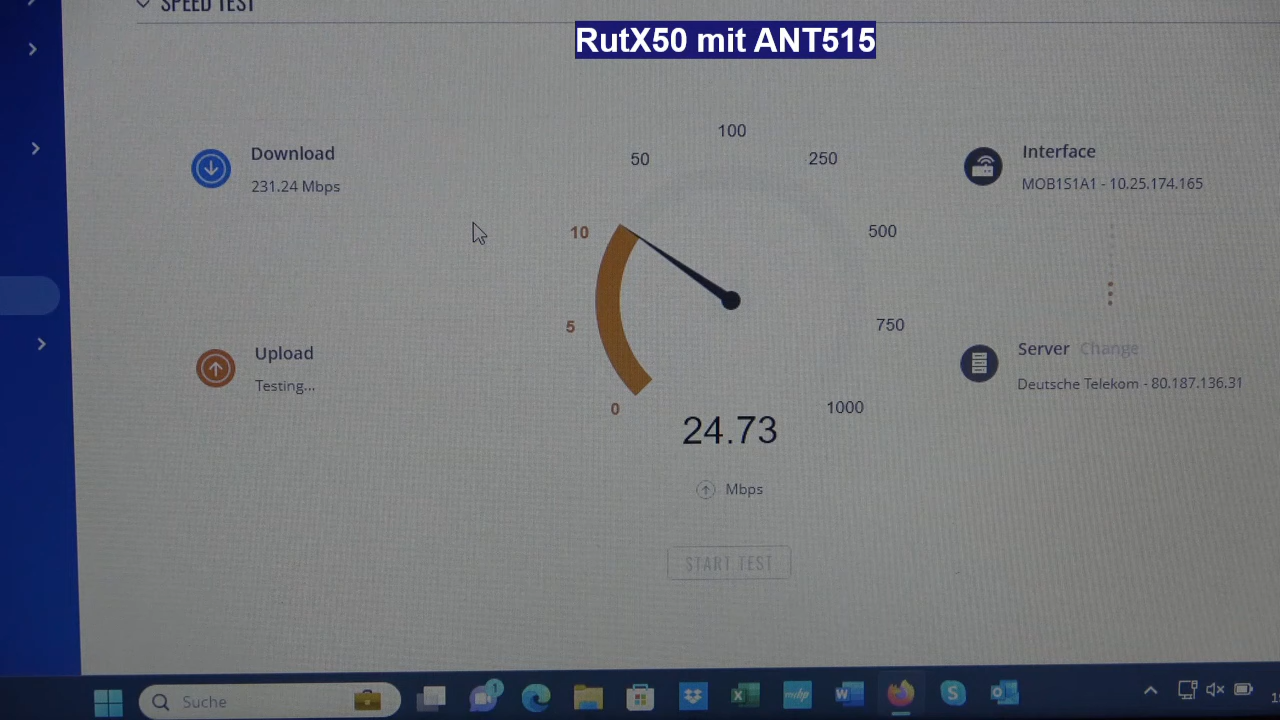 SPEED TEST
RutX50 mit ANT515
Download
231.24 Mbps
Upload
Testing...
0
5
10
50
100
250
500
750
1000
24.73
Mbps
START TEST
Interface
MOB1S1A1 - 10.25.174.165
Server Change
Deutsche Telekom - 80.187.136.31
Suche
1
mbp